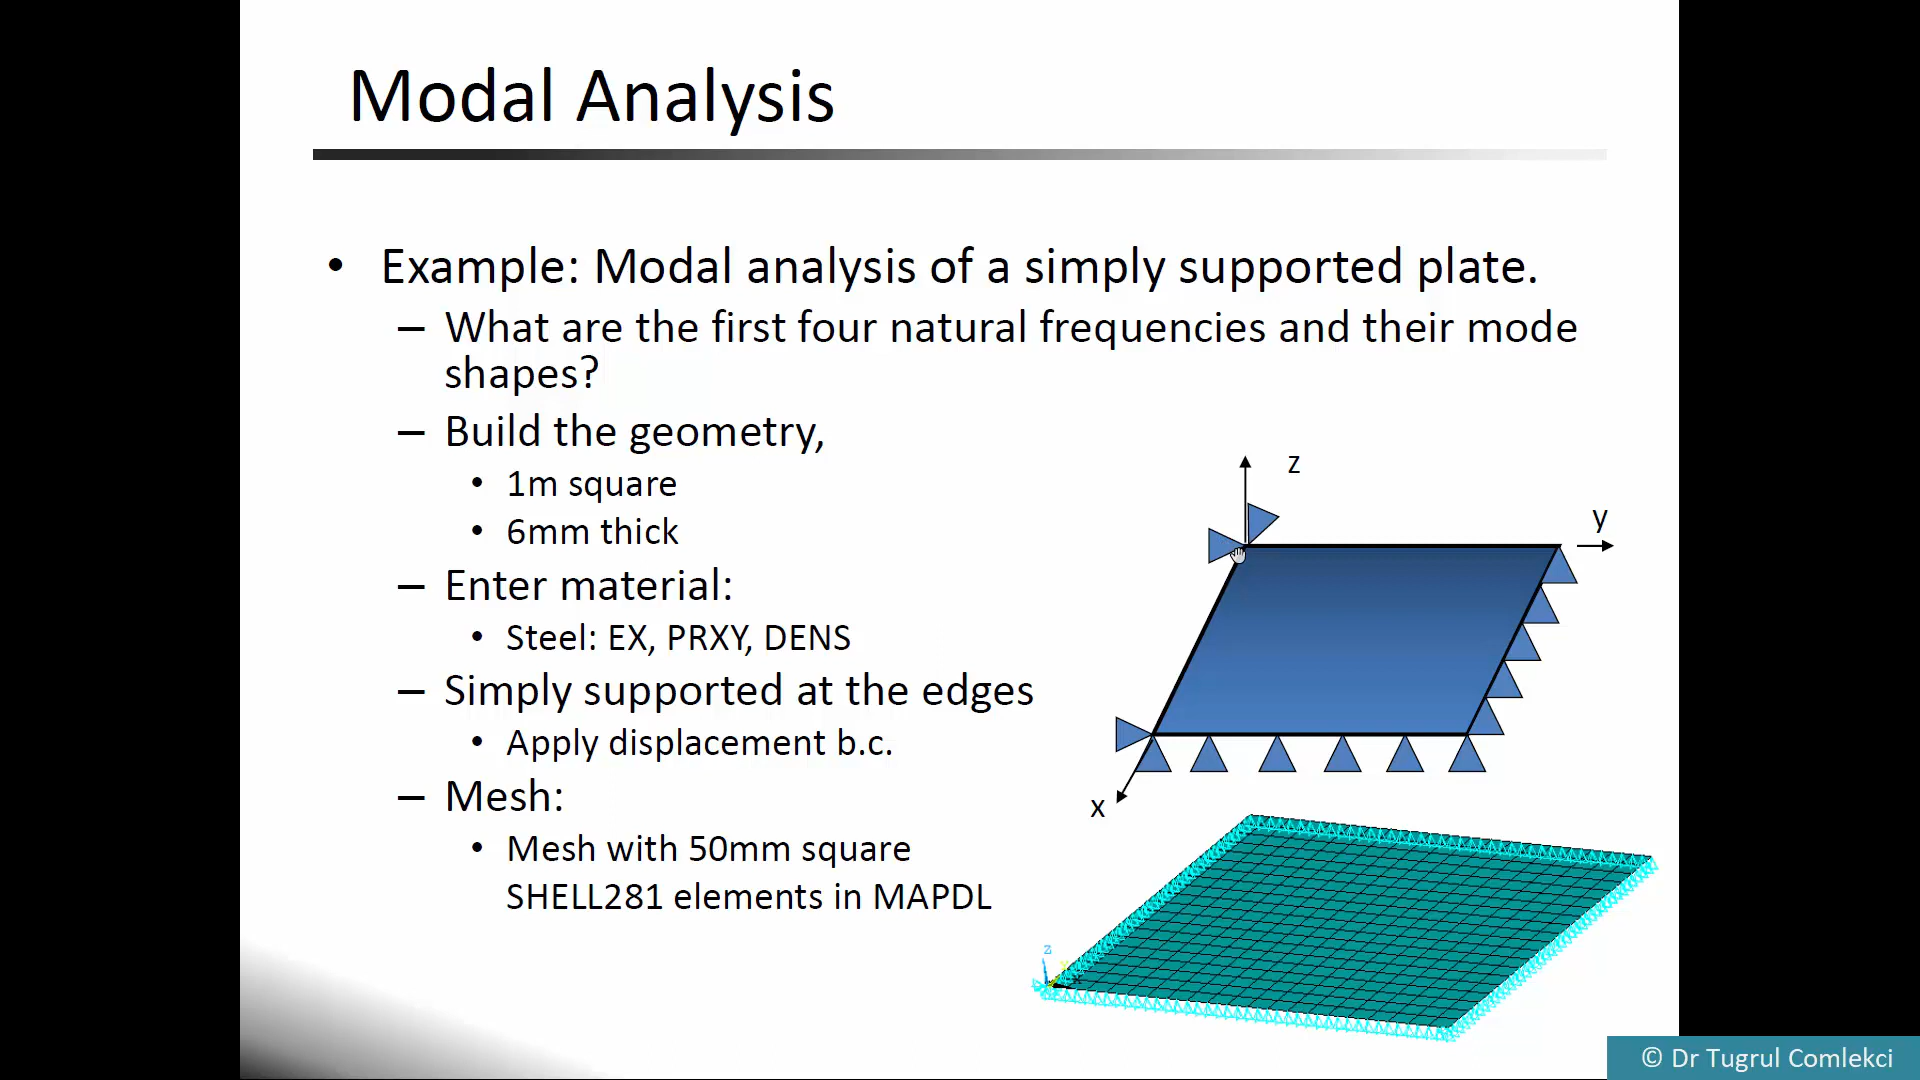 Modal Analysis
• Example: Modal analysis of a simply supported plate.
– What are the first four natural frequencies and their mode
shapes?
– Build the geometry,
• 1m square
• 6mm thick
– Enter material:
• Steel: EX, PRXY, DENS
– Simply supported at the edges
• Apply displacement b.c.
– Mesh:
• Mesh with 50mm square
SHELL281 elements in MAPDL
z
y
x
z
© Dr Tugrul Comlekci